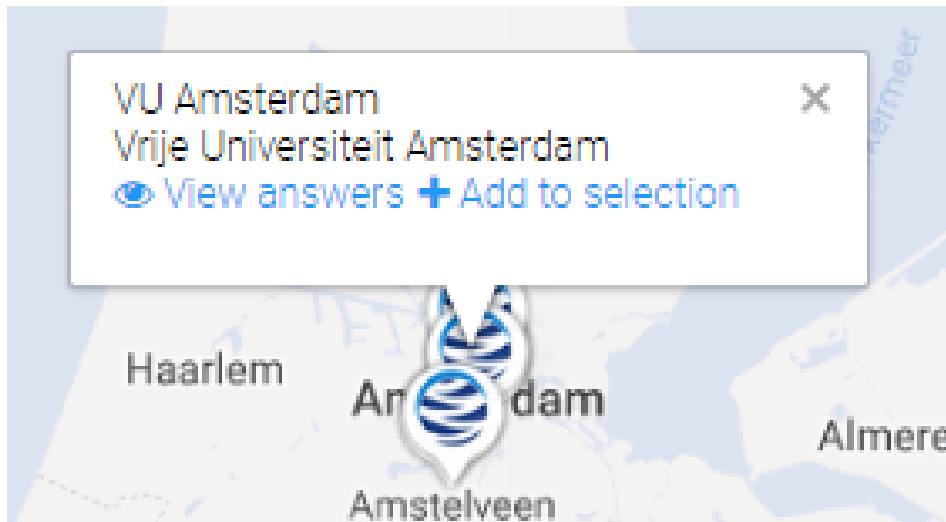 VU Amsterdam
Vrije Universiteit Amsterdam
View answers + Add to selection
Haarlem
Almere
Amstelveen